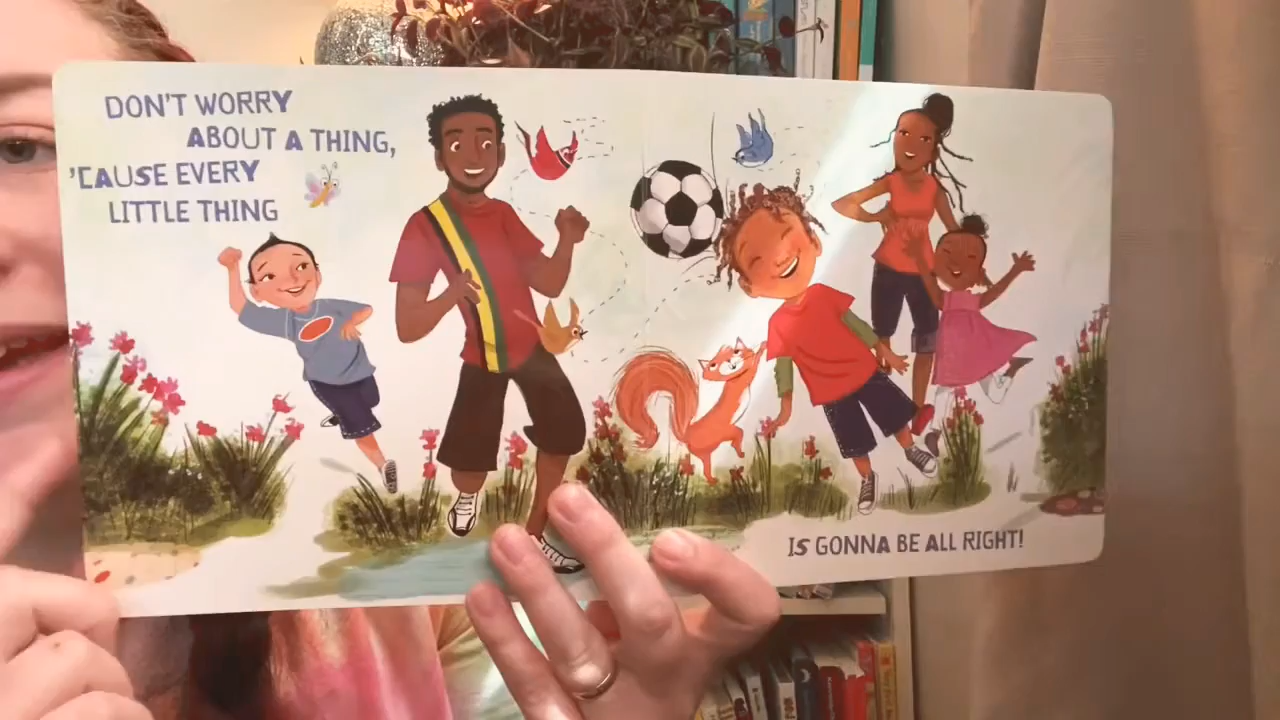 DON'T WORRY
ABOUT A THING,
'CAUSE EVERY
LITTLE THING
IS GONNA BE ALL RIGHT!